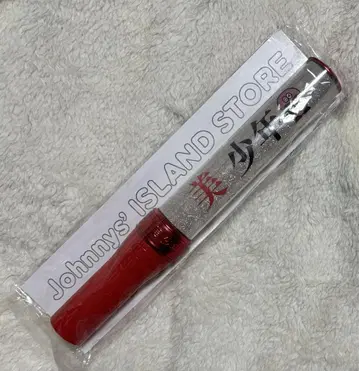 Johnnys' ISLAND STORE
美 少年